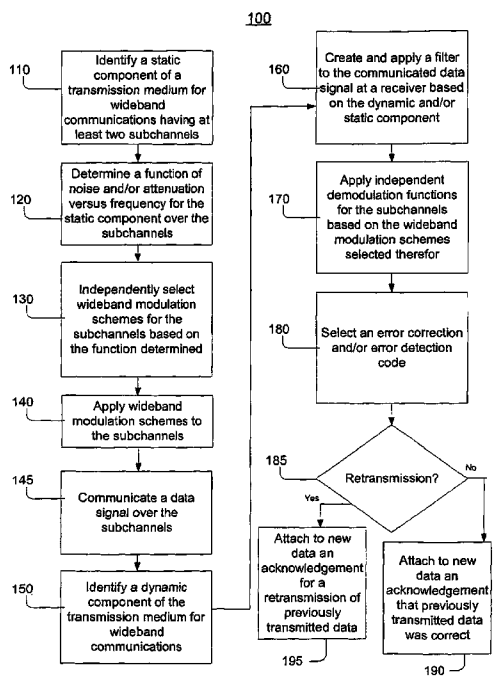 100
110
Identify a static
component of a
transmission medium for
wideband
communications having at
least two subchannels
120
Determine a function of
noise and/or attenuation
versus frequency for the
static component over the
subchannels
130
Independently select
wideband modulation
schemes for the
subchannels based on
the function determined
140
Apply wideband
modulation schemes to
the subchannels
145
Communicate a data
signal over the
subchannels
150
Identify a dynamic
component of the
transmission medium for
wideband
communications
160
Create and apply a filter
to the communicated data
signal at a receiver based
on the dynamic and/or
static component
170
Apply independent
demodulation functions
for the subchannels
based on the wideband
modulation schemes
selected therefor
180
Select an error correction
and/or error detection
code
185
Retransmission?
Yes
No
Attach to new
data an
acknowledgement
for a
retransmission of
previously
transmitted data
195
Attach to new
data an
acknowledgement
that previously
transmitted data
was correct
190